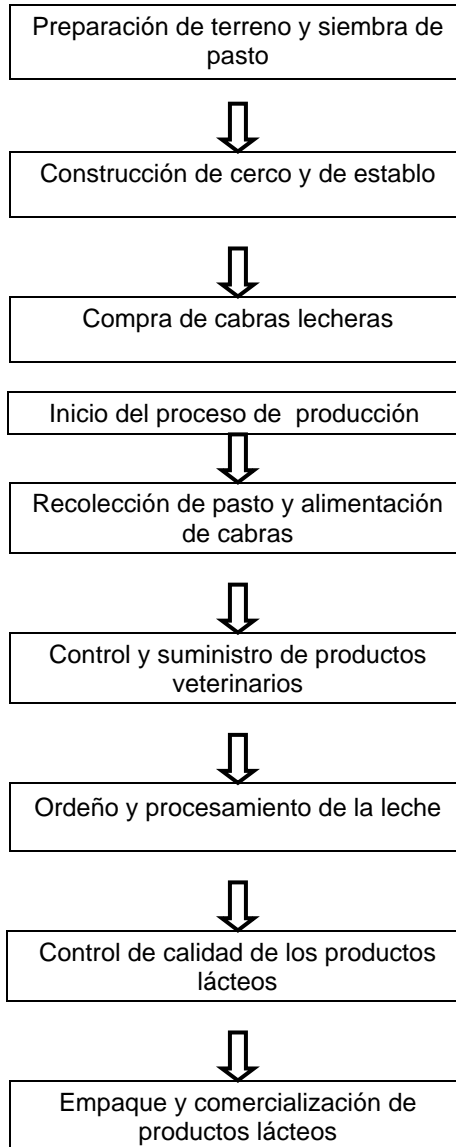 Preparación de terreno y siembra de
pasto
Construcción de cerco y de establo
Compra de cabras lecheras
Inicio del proceso de  producción
Recolección de pasto y alimentación
de cabras
Control y suministro de productos
veterinarios
Ordeño y procesamiento de la leche
Control de calidad de los productos
lácteos
Empaque y comercialización de
productos lácteos